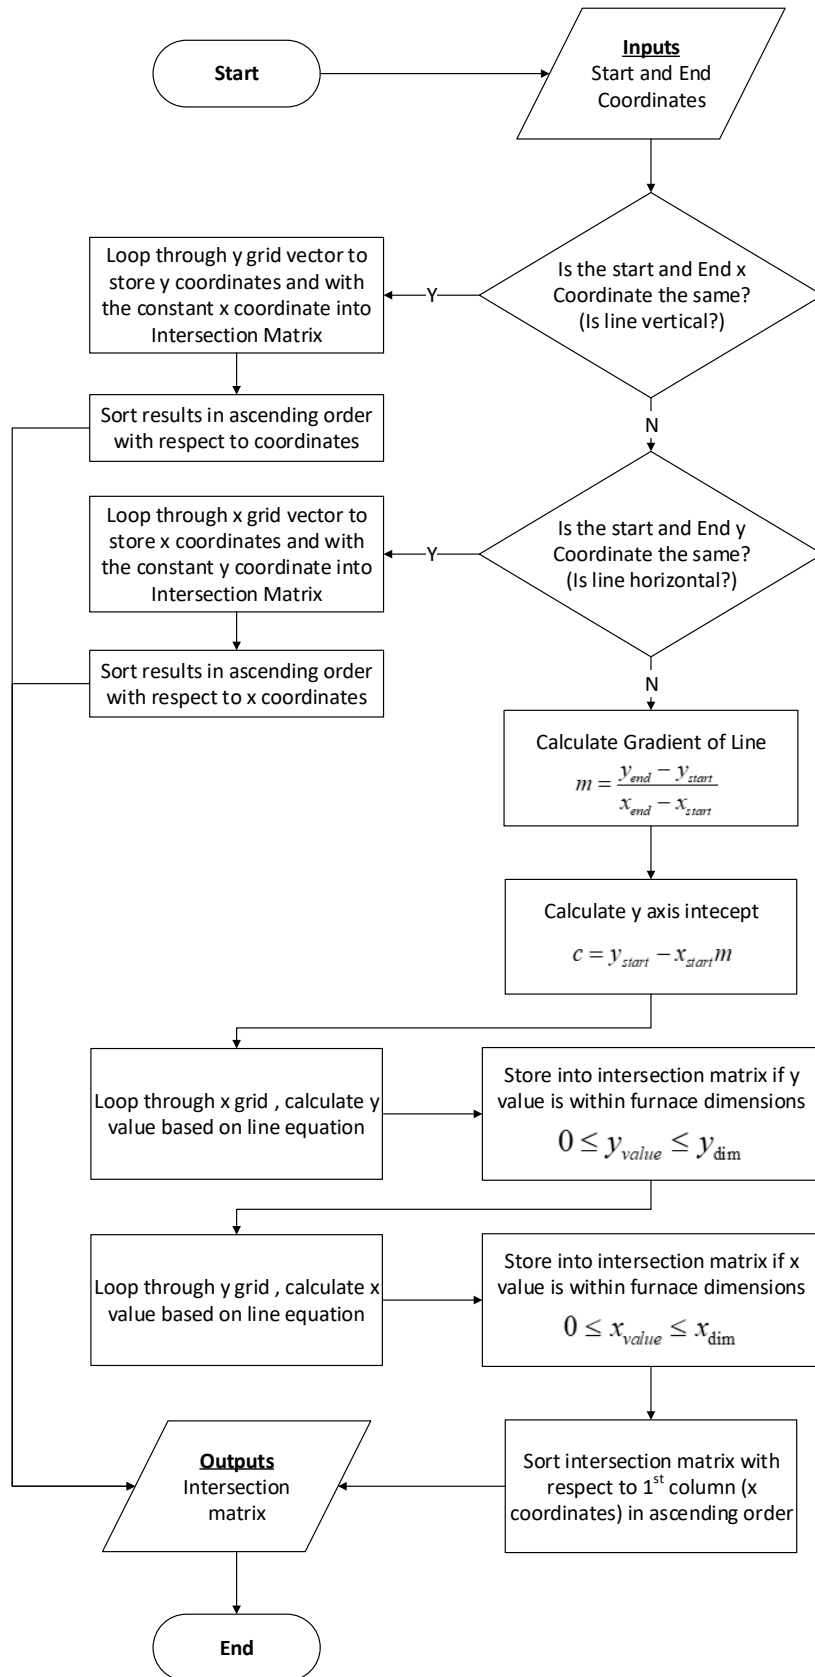 Start
Inputs
Start and End
Coordinates
Is the start and End x
Coordinate the same?
(Is line vertical?)
Y
Loop through y grid vector to
store y coordinates and with
the constant x coordinate into
Intersection Matrix
Sort results in ascending order
with respect to coordinates
N
Is the start and End y
Coordinate the same?
(Is line horizontal?)
Y
Loop through x grid vector to
store x coordinates and with
the constant y coordinate into
Intersection Matrix
Sort results in ascending order
with respect to x coordinates
N
Calculate Gradient of Line
m = (y_end − y_start) / (x_end − x_start)
Calculate y axis intecept
c = y_start − x_start m
Loop through x grid , calculate y
value based on line equation
Store into intersection matrix if y
value is within furnace dimensions
0 ≤ y_value ≤ y_dim
Loop through y grid , calculate x
value based on line equation
Store into intersection matrix if x
value is within furnace dimensions
0 ≤ x_value ≤ x_dim
Sort intersection matrix with
respect to 1st column (x
coordinates) in ascending order
Outputs
Intersection
matrix
End